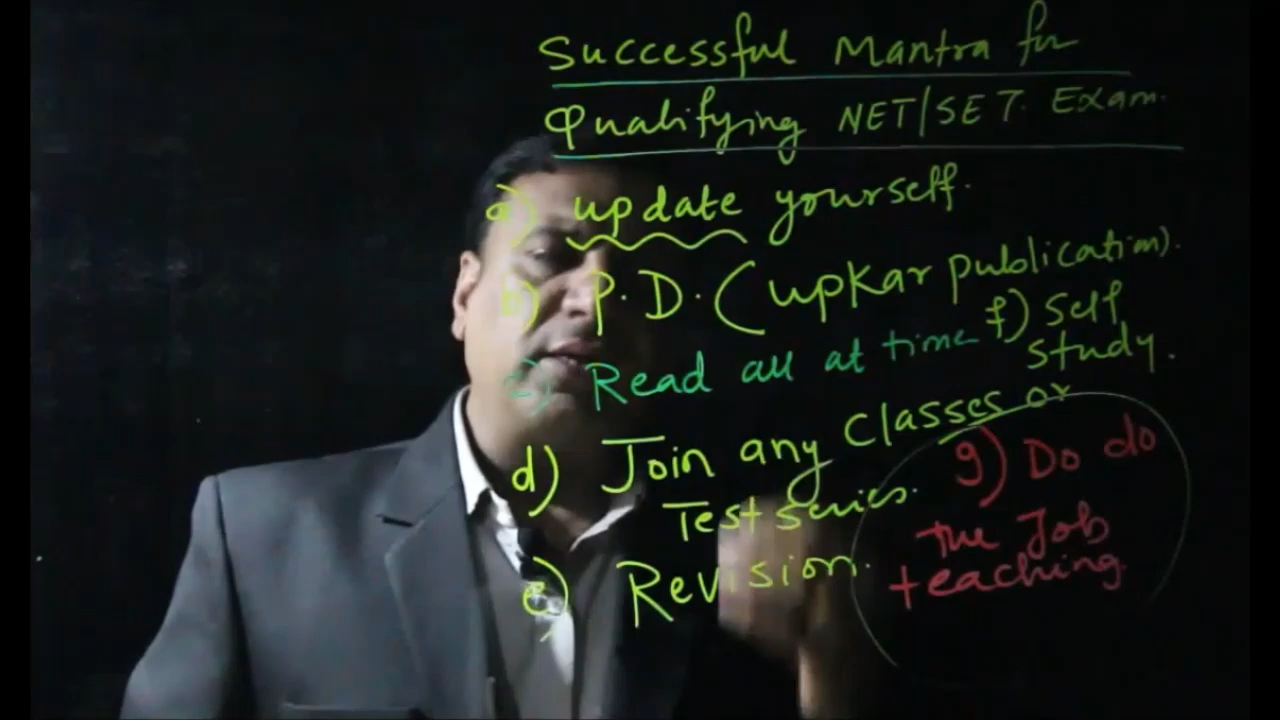 Successful Mantra for
Qualifying NET/SET Exam.
a) update yourself.
b) P.D. (upkar publication).
c) Read all at time
d) Join any classes or
Test series.
e) Revision.
f) Self
study.
g) Do do
the Job
teaching.